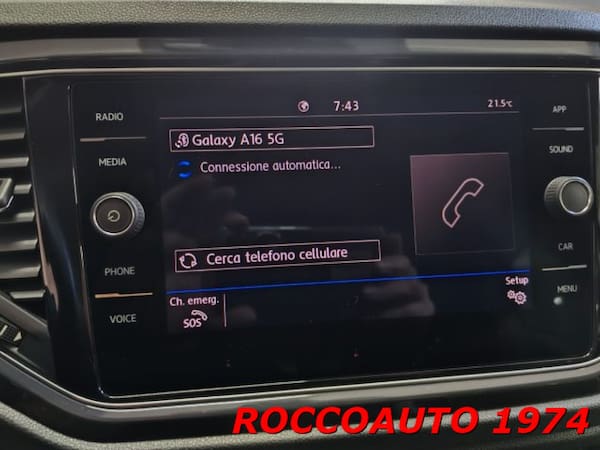 7:43
21.5°C
RADIO
APP
Galaxy A16 5G
MEDIA
SOUND
Connessione automatica...
PHONE
CAR
Cerca telefono cellulare
VOICE
Ch. emerg.
SOS
Setup
MENU
ROCCOAUTO 1974